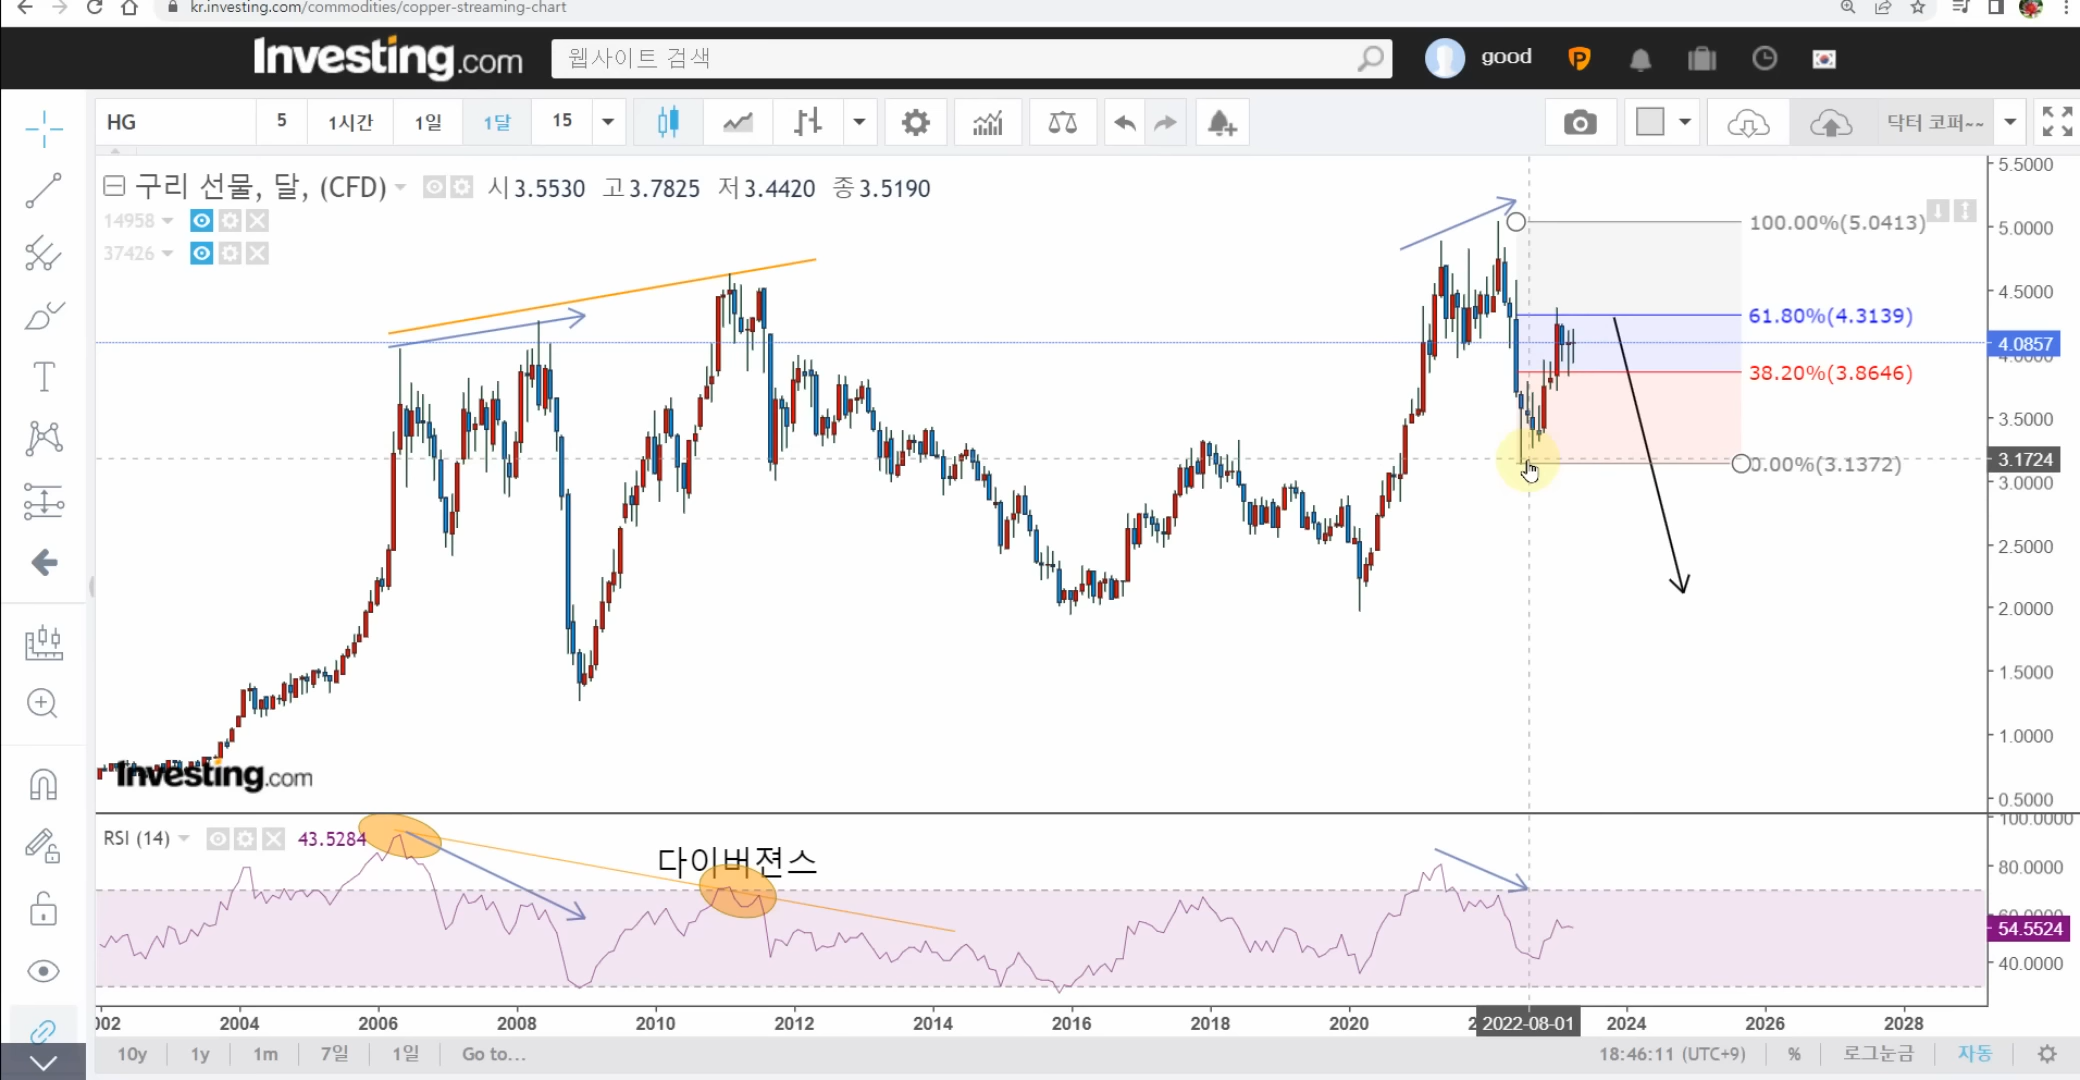 kr.investing.com/commodities/copper-streaming-chart
Investing.com
웹사이트 검색
good
HG
5
1시간
1일
1달
15
닥터 코퍼~~
구리 선물, 달, (CFD)
시3.5530 고3.7825 저3.4420 종3.5190
14958
37426
5.5000
100.00%(5.0413)
5.0000
4.5000
61.80%(4.3139)
4.0857
4.0000
38.20%(3.8646)
3.5000
3.1724
0.00%(3.1372)
3.0000
2.5000
2.0000
1.5000
1.0000
0.5000
Investing.com
RSI (14)
43.5284
다이버젼스
100.0000
80.0000
60.0000
54.5524
40.0000
002 2004 2006 2008 2010 2012 2014 2016 2018 2020 2 2022-08-01 2024 2026 2028
10y 1y 1m 7일 1일 Go to...
18:46:11 (UTC+9) % 로그눈금 자동